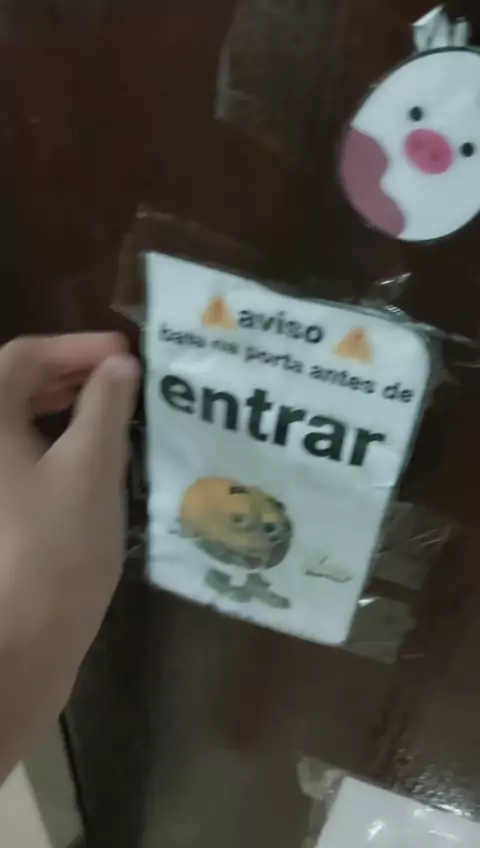 ⚠️aviso⚠️
bata na porta antes de
entrar